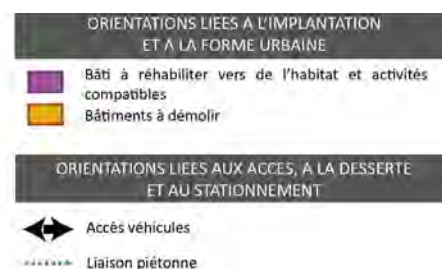 ORIENTATIONS LIEES A L'IMPLANTATION
ET A LA FORME URBAINE
Bâti à réhabiliter vers de l'habitat et activités
compatibles
Bâtiments à démolir
ORIENTATIONS LIEES AUX ACCES, A LA DESSERTE
ET AU STATIONNEMENT
Accès véhicules
Liaison piétonne